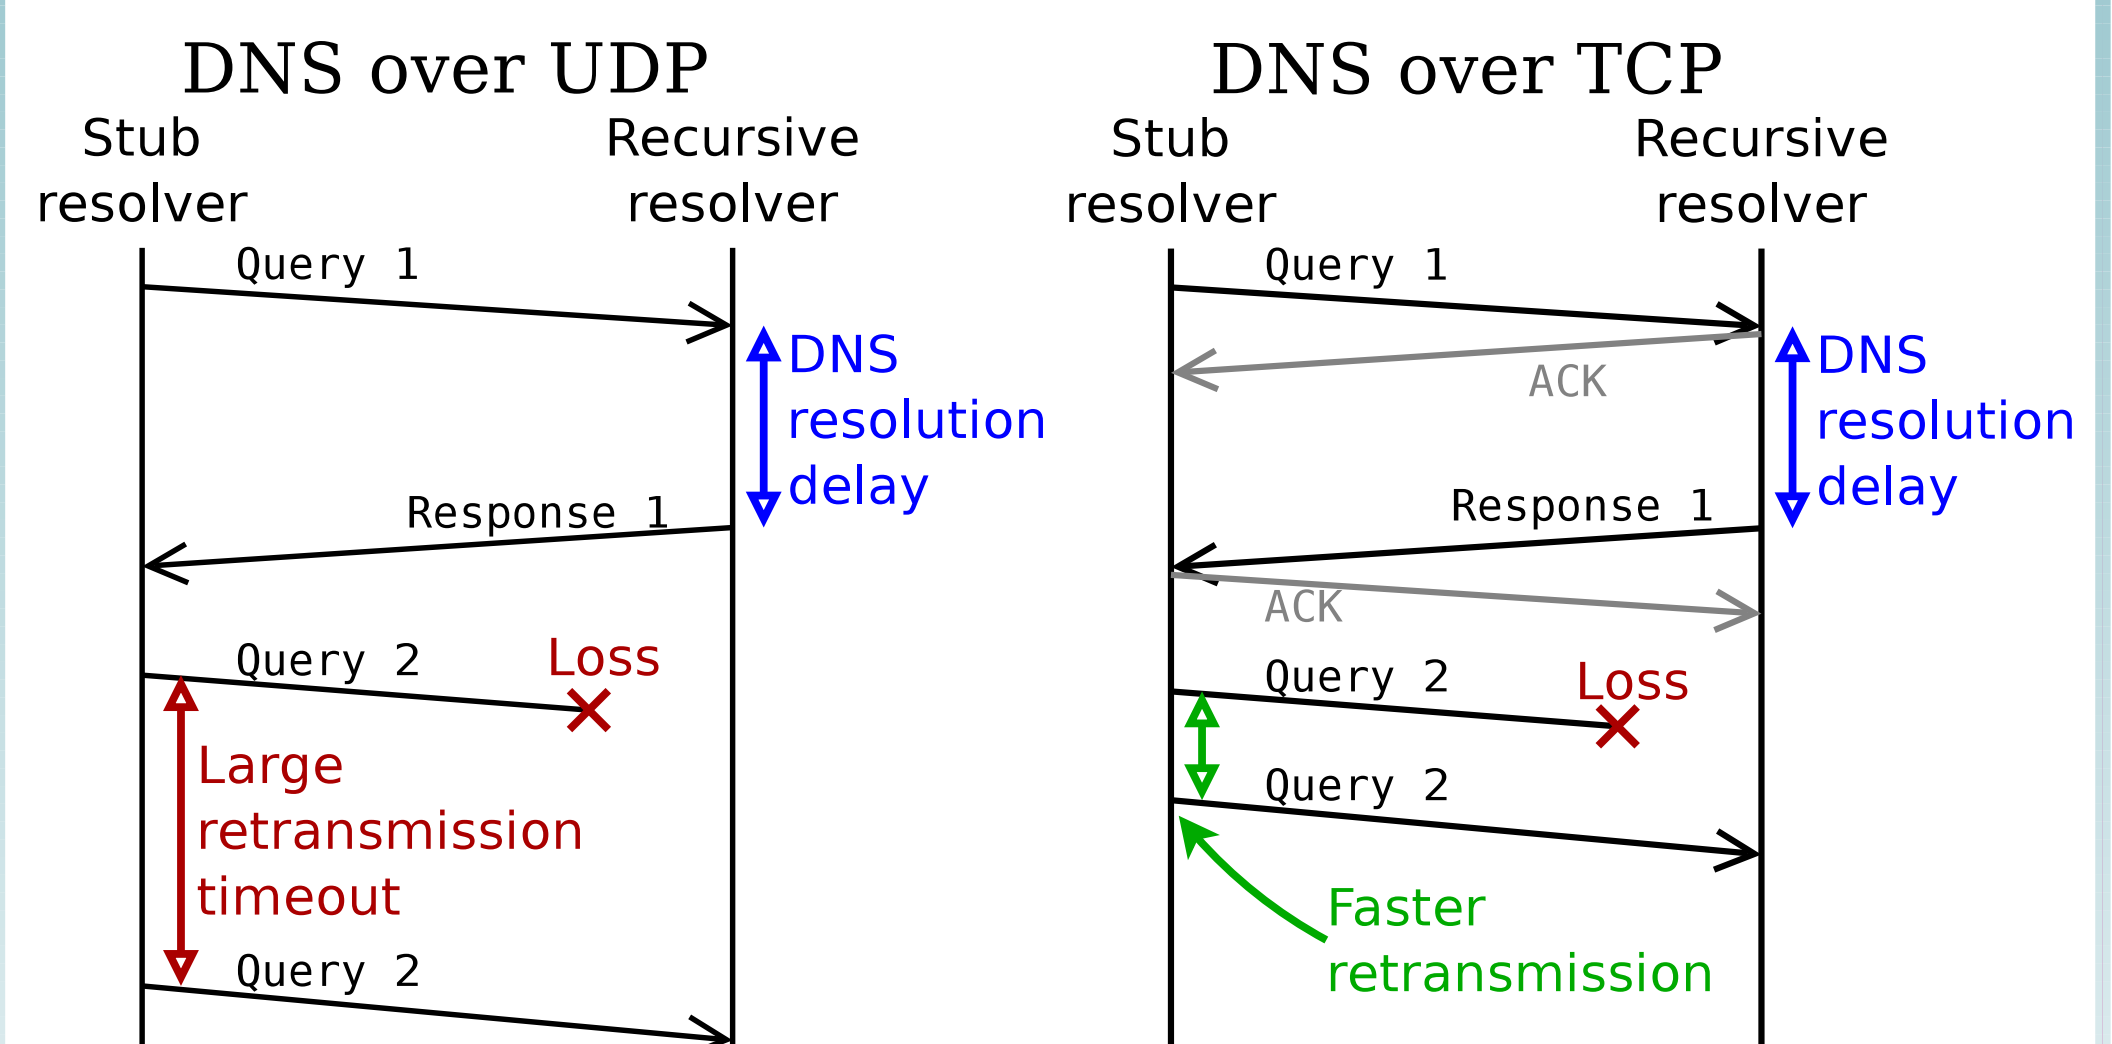 DNS over UDP
Stub
resolver
Recursive
resolver
Query 1
DNS
resolution
delay
Response 1
Query 2
Loss
Large
retransmission
timeout
Query 2
DNS over TCP
Stub
resolver
Recursive
resolver
Query 1
ACK
DNS
resolution
delay
Response 1
ACK
Query 2
Loss
Query 2
Faster
retransmission